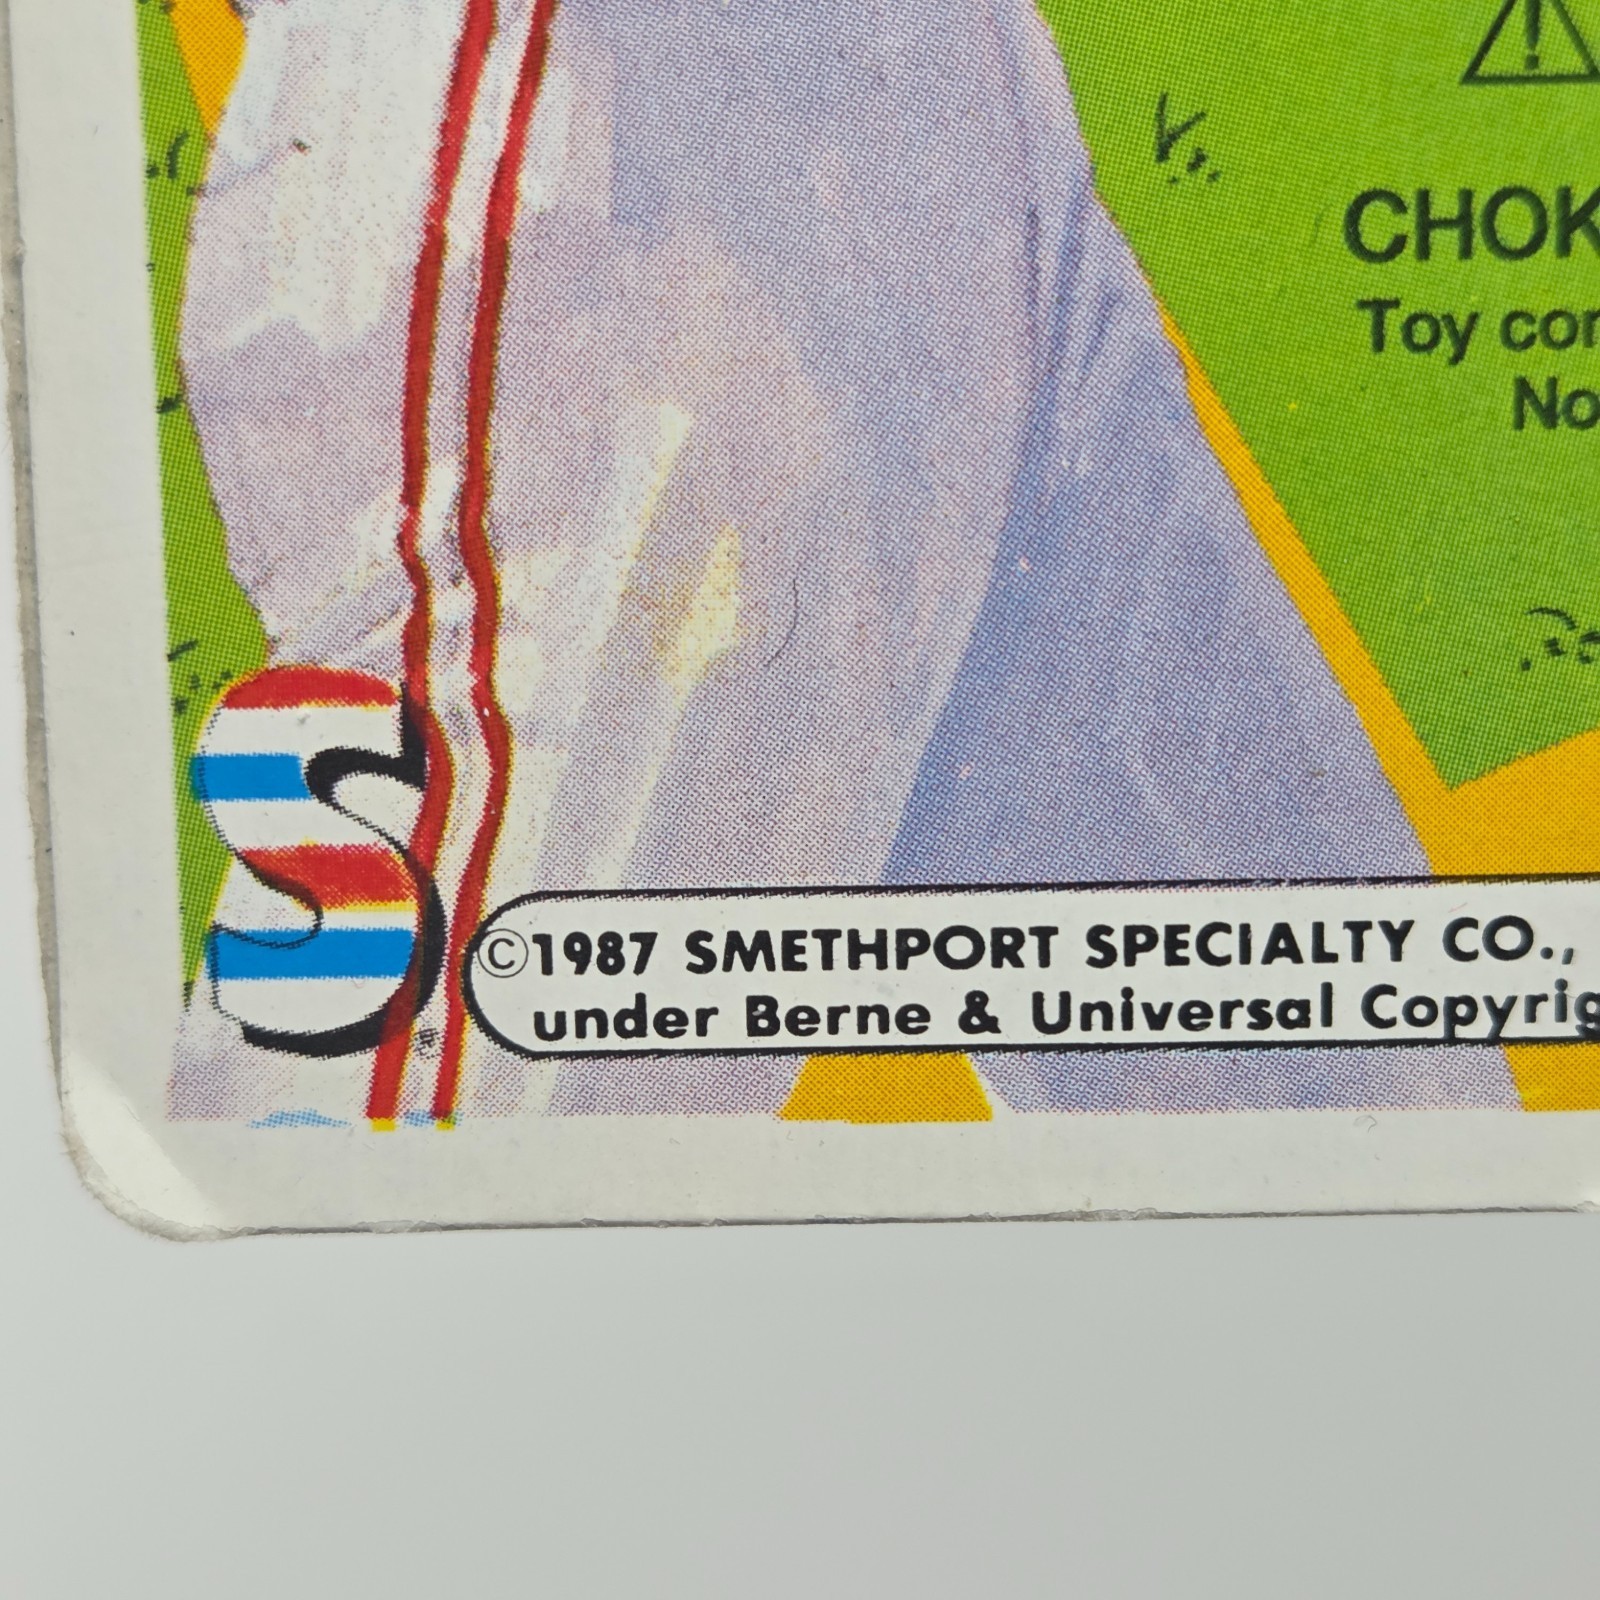 CHOK
Toy con
No
S
©1987 SMETHPORT SPECIALTY CO.,
under Berne & Universal Copyrig